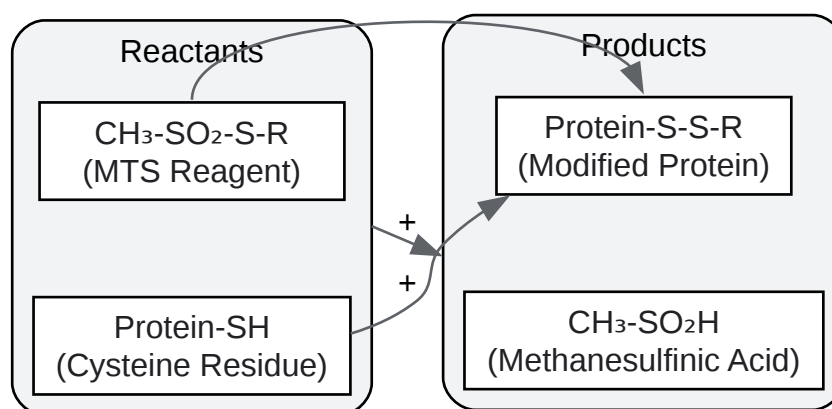 Reactants
CH₃-SO₂-S-R
(MTS Reagent)
Protein-SH
(Cysteine Residue)
+
+
Products
Protein-S-S-R
(Modified Protein)
CH₃-SO₂H
(Methanesulfinic Acid)